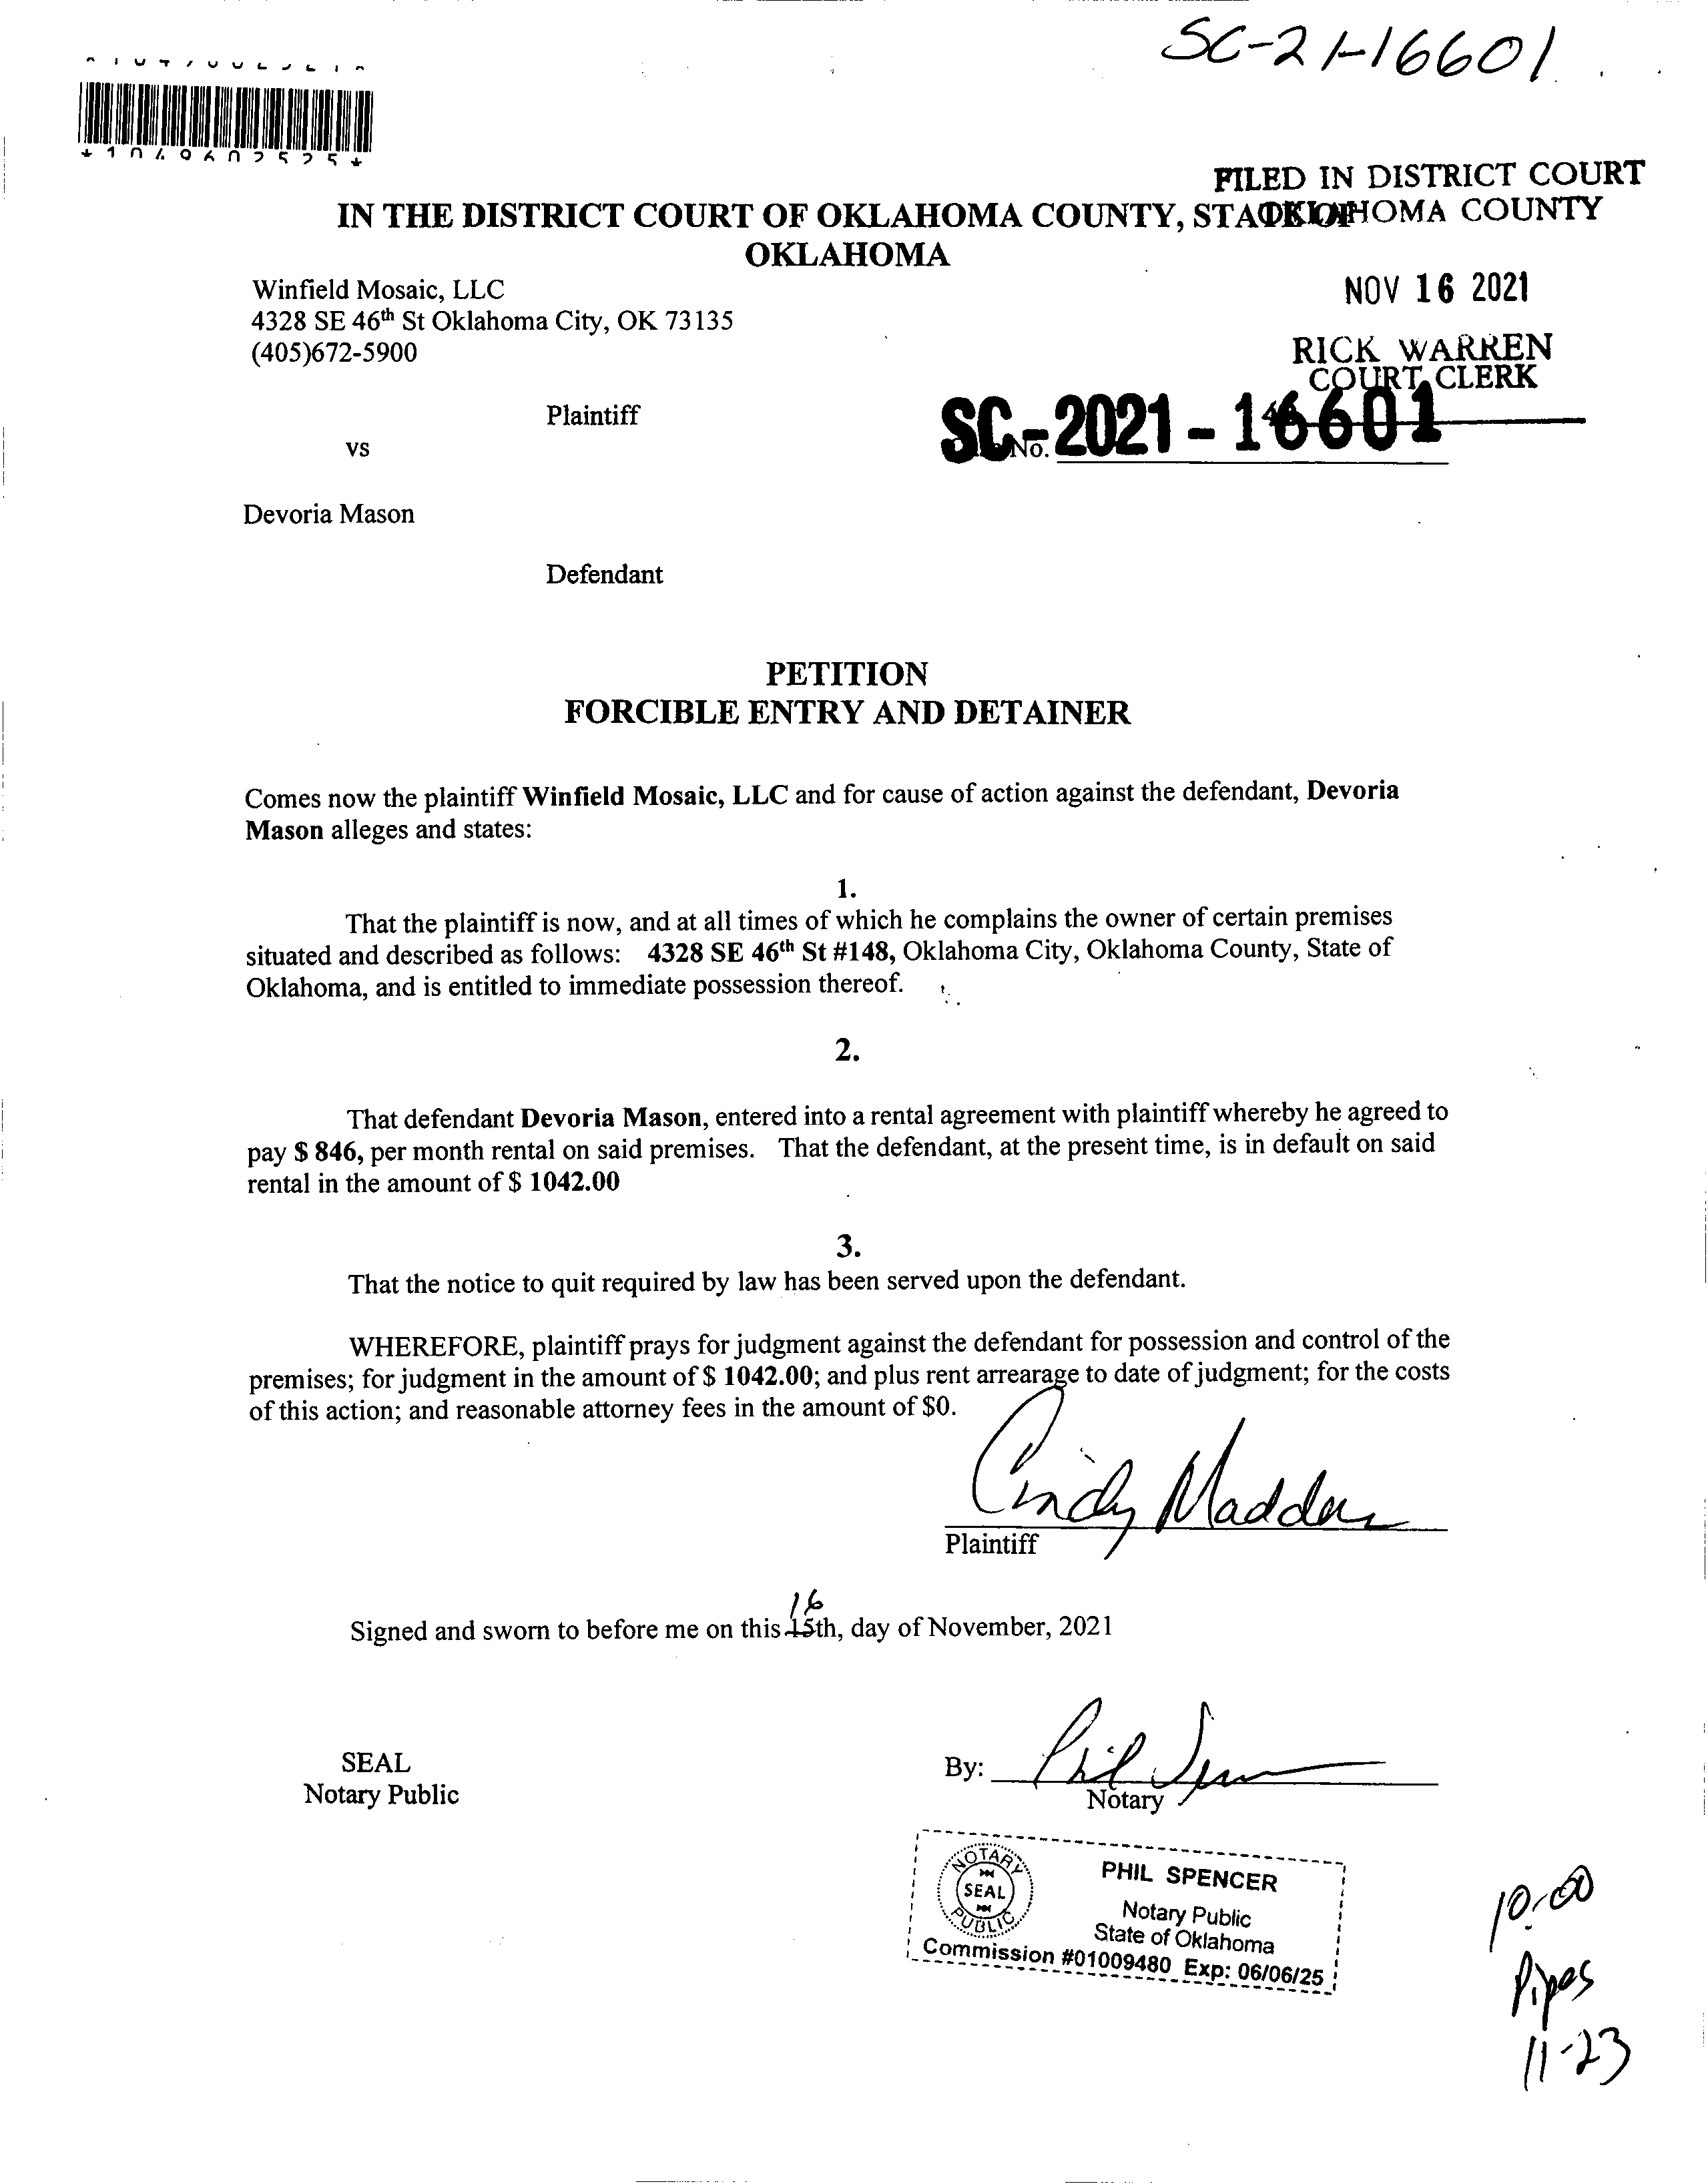 SC-21-16601
FILED IN DISTRICT COURT
OKLAHOMA COUNTY
IN THE DISTRICT COURT OF OKLAHOMA COUNTY, STATE OF
OKLAHOMA
Winfield Mosaic, LLC
4328 SE 46th St Oklahoma City, OK 73135
(405)672-5900
NOV 16 2021
RICK WARREN
COURT CLERK
Plaintiff
SC-2021-16601
No.
vs
Devoria Mason
Defendant
PETITION
FORCIBLE ENTRY AND DETAINER
Comes now the plaintiff Winfield Mosaic, LLC and for cause of action against the defendant, Devoria
Mason alleges and states:
1.
That the plaintiff is now, and at all times of which he complains the owner of certain premises
situated and described as follows: 4328 SE 46th St #148, Oklahoma City, Oklahoma County, State of
Oklahoma, and is entitled to immediate possession thereof.
2.
That defendant Devoria Mason, entered into a rental agreement with plaintiff whereby he agreed to
pay $ 846, per month rental on said premises. That the defendant, at the present time, is in default on said
rental in the amount of $ 1042.00
3.
That the notice to quit required by law has been served upon the defendant.
WHEREFORE, plaintiff prays for judgment against the defendant for possession and control of the
premises; for judgment in the amount of $ 1042.00; and plus rent arrearage to date of judgment; for the costs
of this action; and reasonable attorney fees in the amount of $0.
Cindy Madden
Plaintiff
16
Signed and sworn to before me on this 15th, day of November, 2021
SEAL
Notary Public
By:
Notary
NOTARY
SEAL
PUBLIC
PHIL SPENCER
Notary Public
State of Oklahoma
Commission #01009480 Exp: 06/06/25
10:00
Pipes
11-23